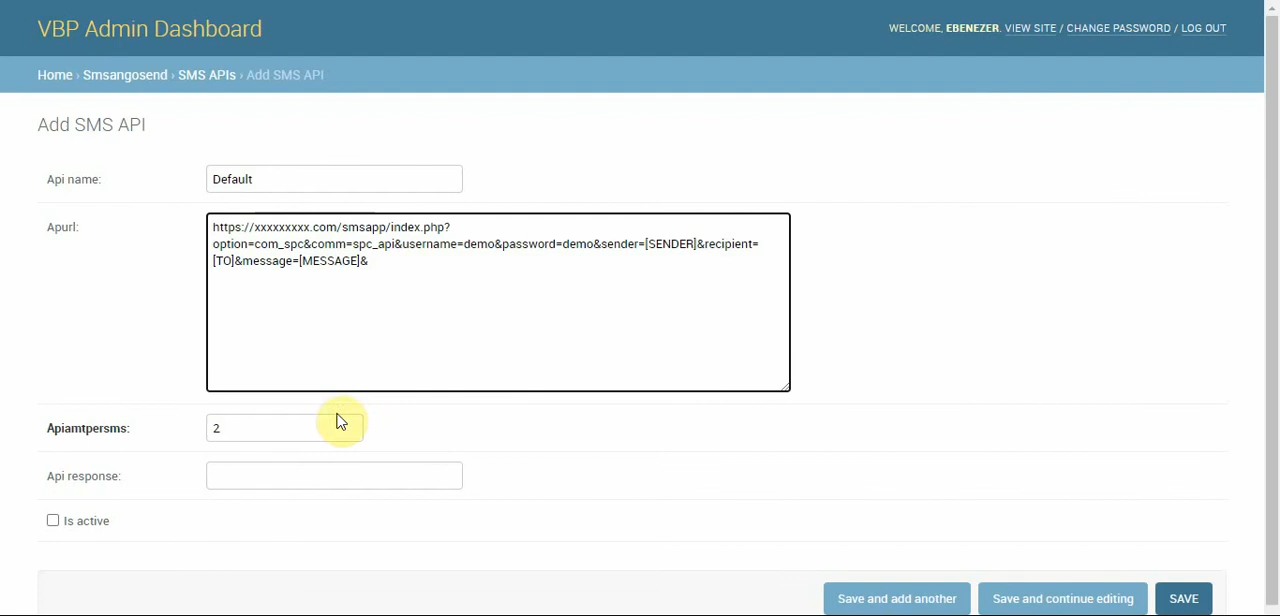 VBP Admin Dashboard
WELCOME, EBENEZER. VIEW SITE / CHANGE PASSWORD / LOG OUT
Home › Smsangosend › SMS APIs › Add SMS API
Add SMS API
Api name:
Default
Apurl:
https://xxxxxxxxx.com/smsapp/index.php?
option=com_spc&comm=spc_api&username=demo&password=demo&sender=[SENDER]&recipient=
[TO]&message=[MESSAGE]&
Apiamtpersms:
2
Api response:
Is active
Save and add another
Save and continue editing
SAVE